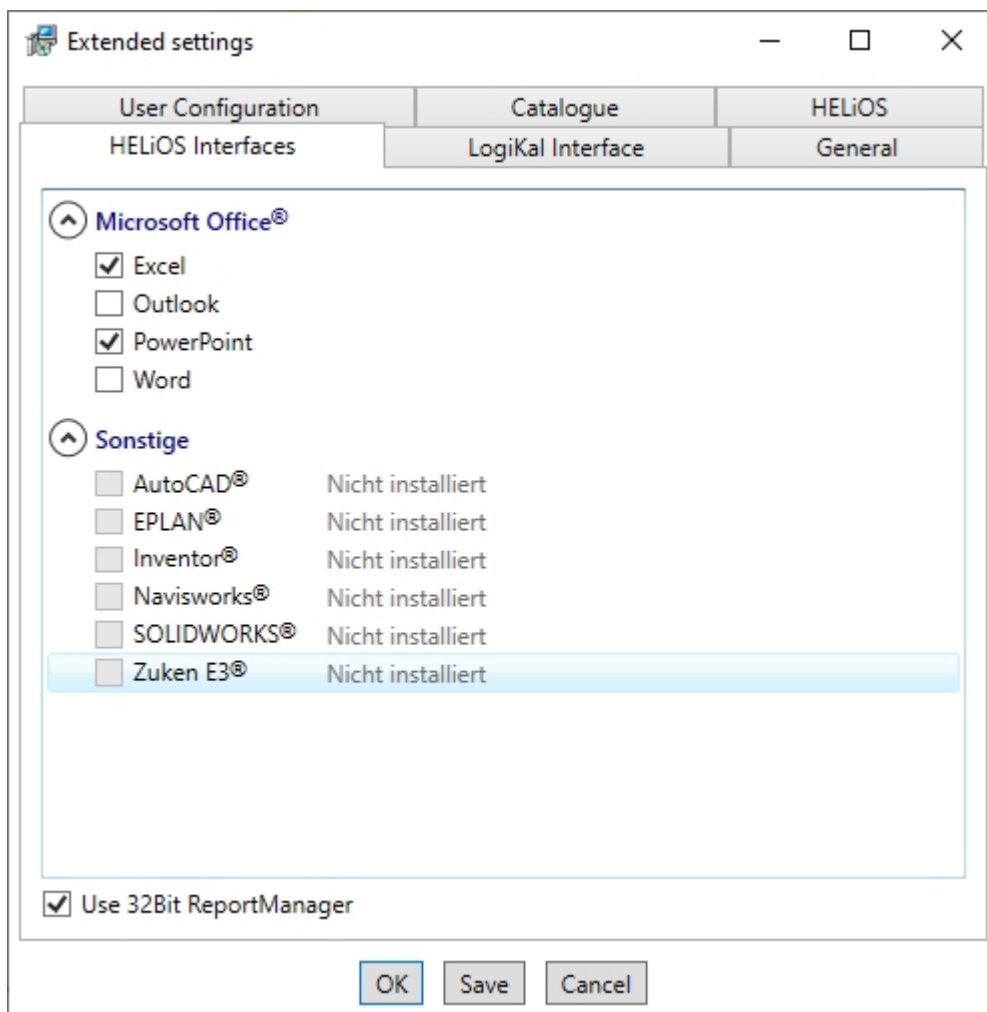 Extended settings
User Configuration Catalogue HELiOS
HELiOS Interfaces LogiKal Interface General
Microsoft Office®
Excel
Outlook
PowerPoint
Word
Sonstige
AutoCAD® Nicht installiert
EPLAN® Nicht installiert
Inventor® Nicht installiert
Navisworks® Nicht installiert
SOLIDWORKS® Nicht installiert
Zuken E3® Nicht installiert
Use 32Bit ReportManager
OK Save Cancel